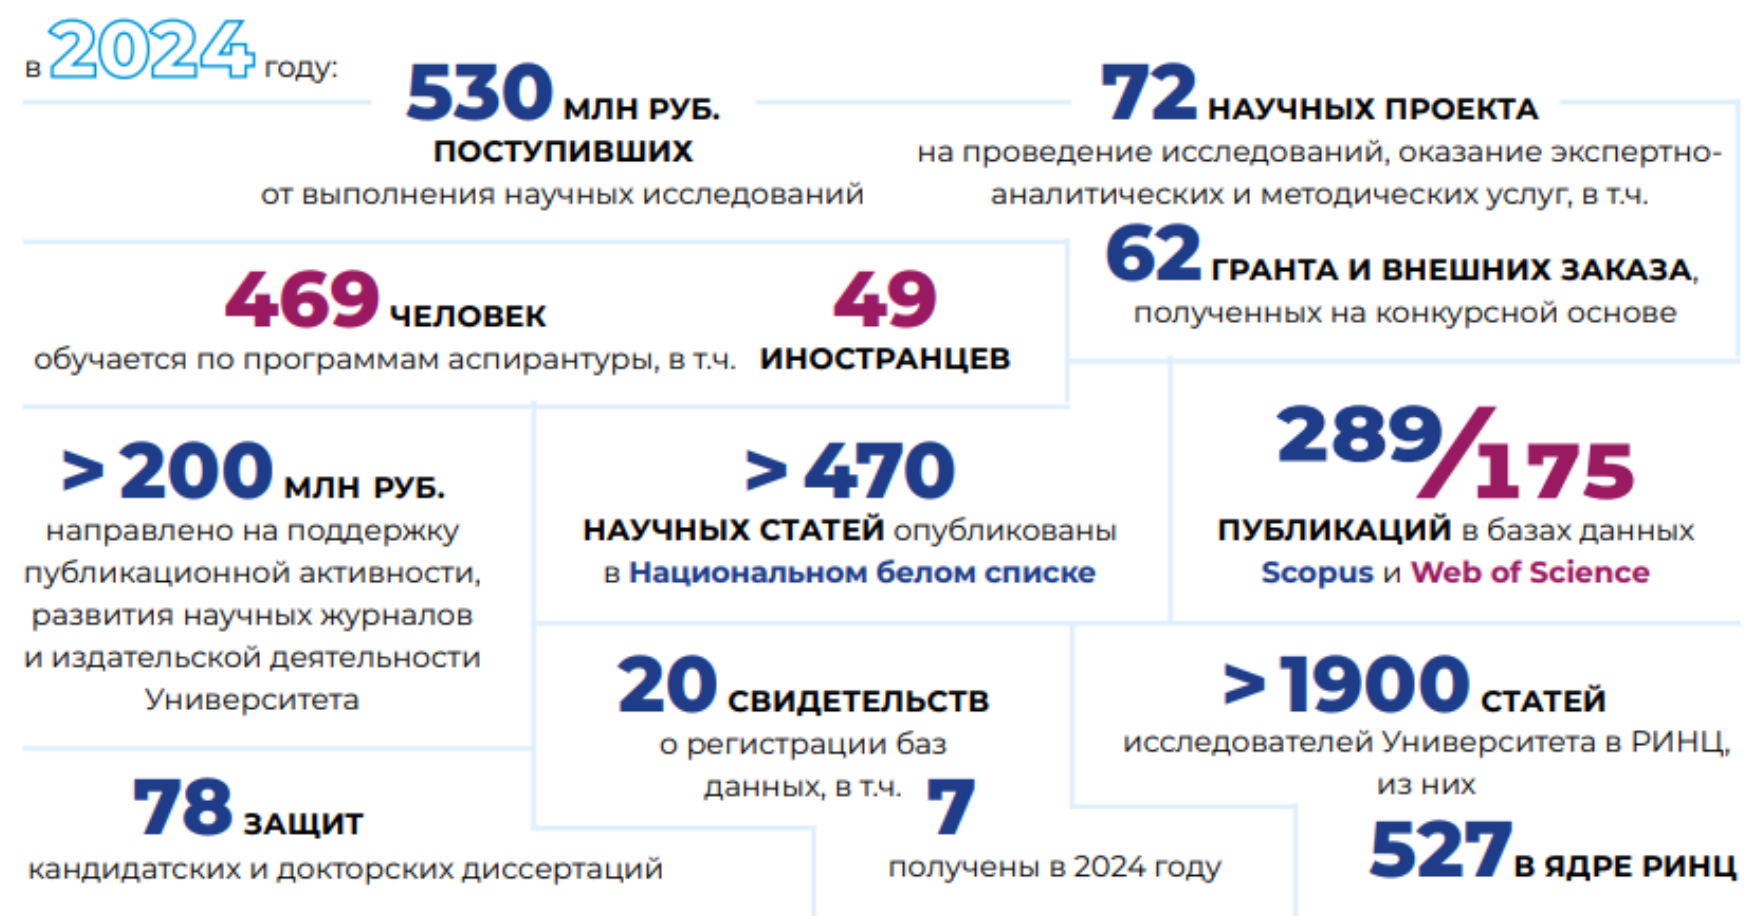 в 2024 году:
530 МЛН РУБ.
ПОСТУПИВШИХ
от выполнения научных исследований
72 НАУЧНЫХ ПРОЕКТА
на проведение исследований, оказание экспертно-
аналитических и методических услуг, в т.ч.
62 ГРАНТА И ВНЕШНИХ ЗАКАЗА,
полученных на конкурсной основе
469 ЧЕЛОВЕК
обучается по программам аспирантуры, в т.ч.
49
ИНОСТРАНЦЕВ
> 200 МЛН РУБ.
направлено на поддержку
публикационной активности,
развития научных журналов
и издательской деятельности
Университета
> 470
НАУЧНЫХ СТАТЕЙ опубликованы
в Национальном белом списке
289/175
ПУБЛИКАЦИЙ в базах данных
Scopus и Web of Science
78 ЗАЩИТ
кандидатских и докторских диссертаций
20 СВИДЕТЕЛЬСТВ
о регистрации баз
данных, в т.ч. 7
получены в 2024 году
> 1900 СТАТЕЙ
исследователей Университета в РИНЦ,
из них
527 В ЯДРЕ РИНЦ